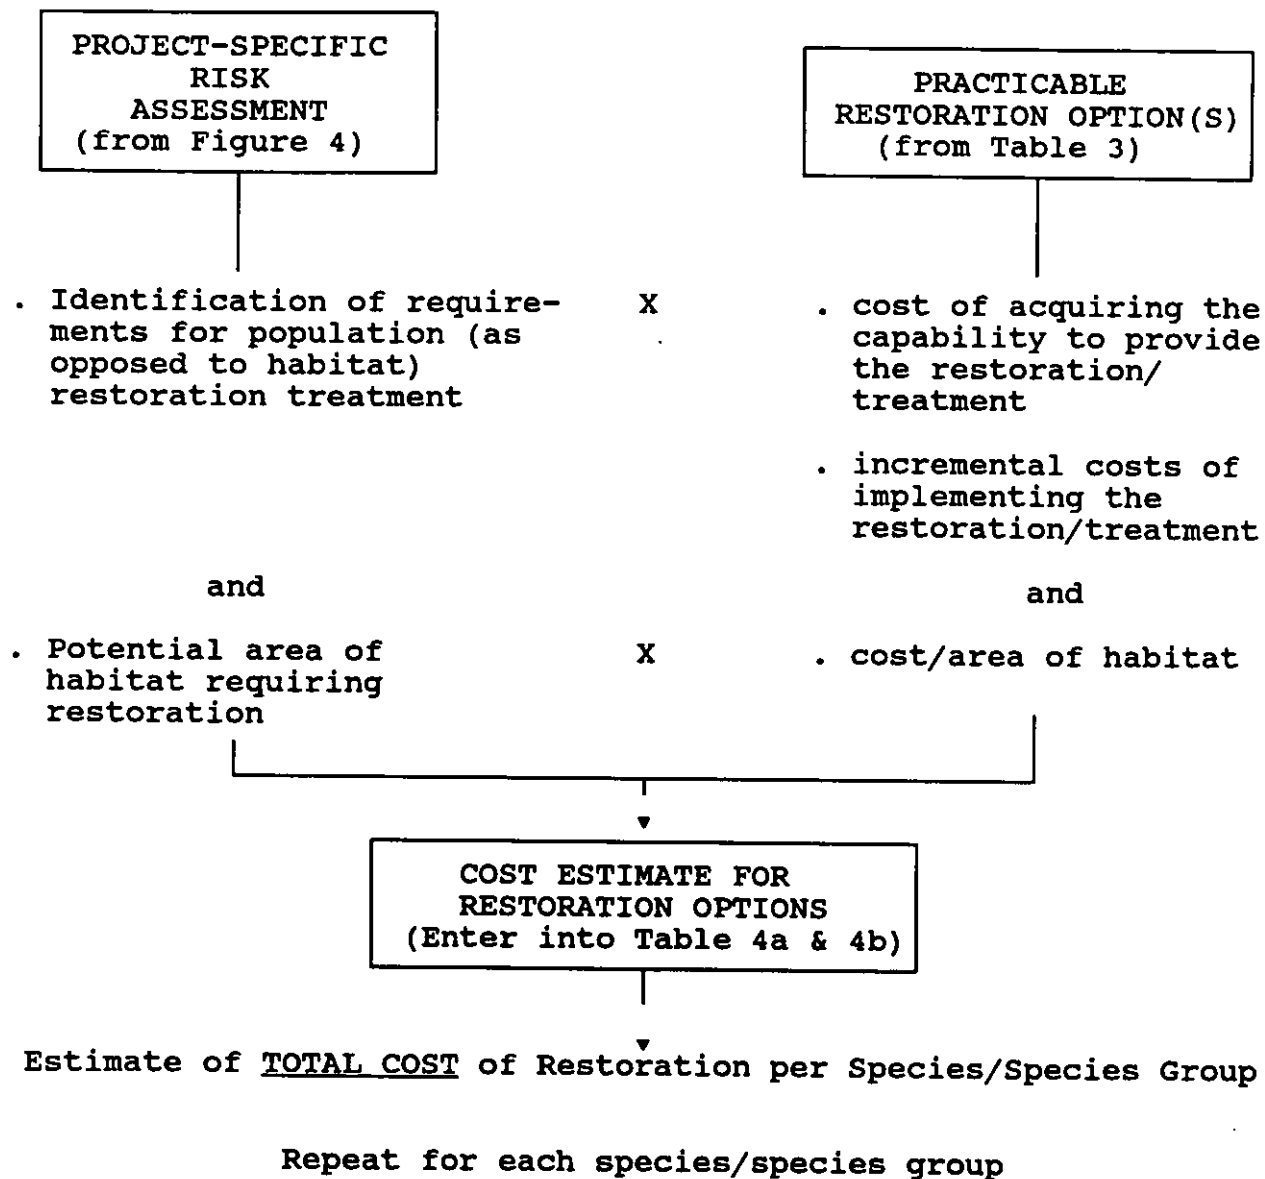 PROJECT-SPECIFIC
RISK
ASSESSMENT
(from Figure 4)
PRACTICABLE
RESTORATION OPTION(S)
(from Table 3)
. Identification of require-
ments for population (as
opposed to habitat)
restoration treatment
X
. cost of acquiring the
capability to provide
the restoration/
treatment
. incremental costs of
implementing the
restoration/treatment
and
and
. Potential area of
habitat requiring
restoration
X
. cost/area of habitat
COST ESTIMATE FOR
RESTORATION OPTIONS
(Enter into Table 4a & 4b)
Estimate of TOTAL COST of Restoration per Species/Species Group
Repeat for each species/species group